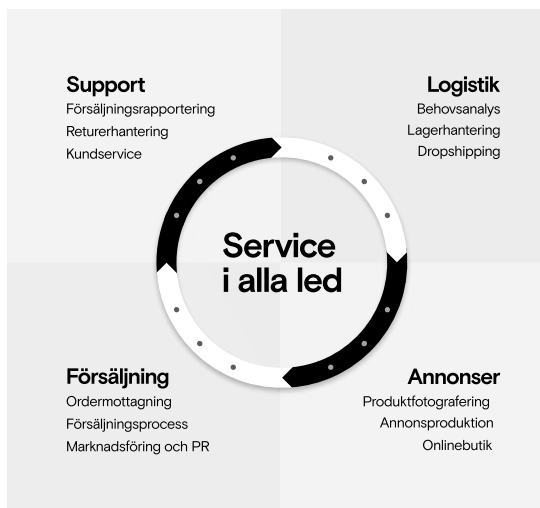 Support
Försäljningsrapportering
Returerhantering
Kundservice
Logistik
Behovsanalys
Lagerhantering
Dropshipping
Service
i alla led
Försäljning
Ordermottagning
Försäljningsprocess
Marknadsföring och PR
Annonser
Produktfotografering
Annonsproduktion
Onlinebutik